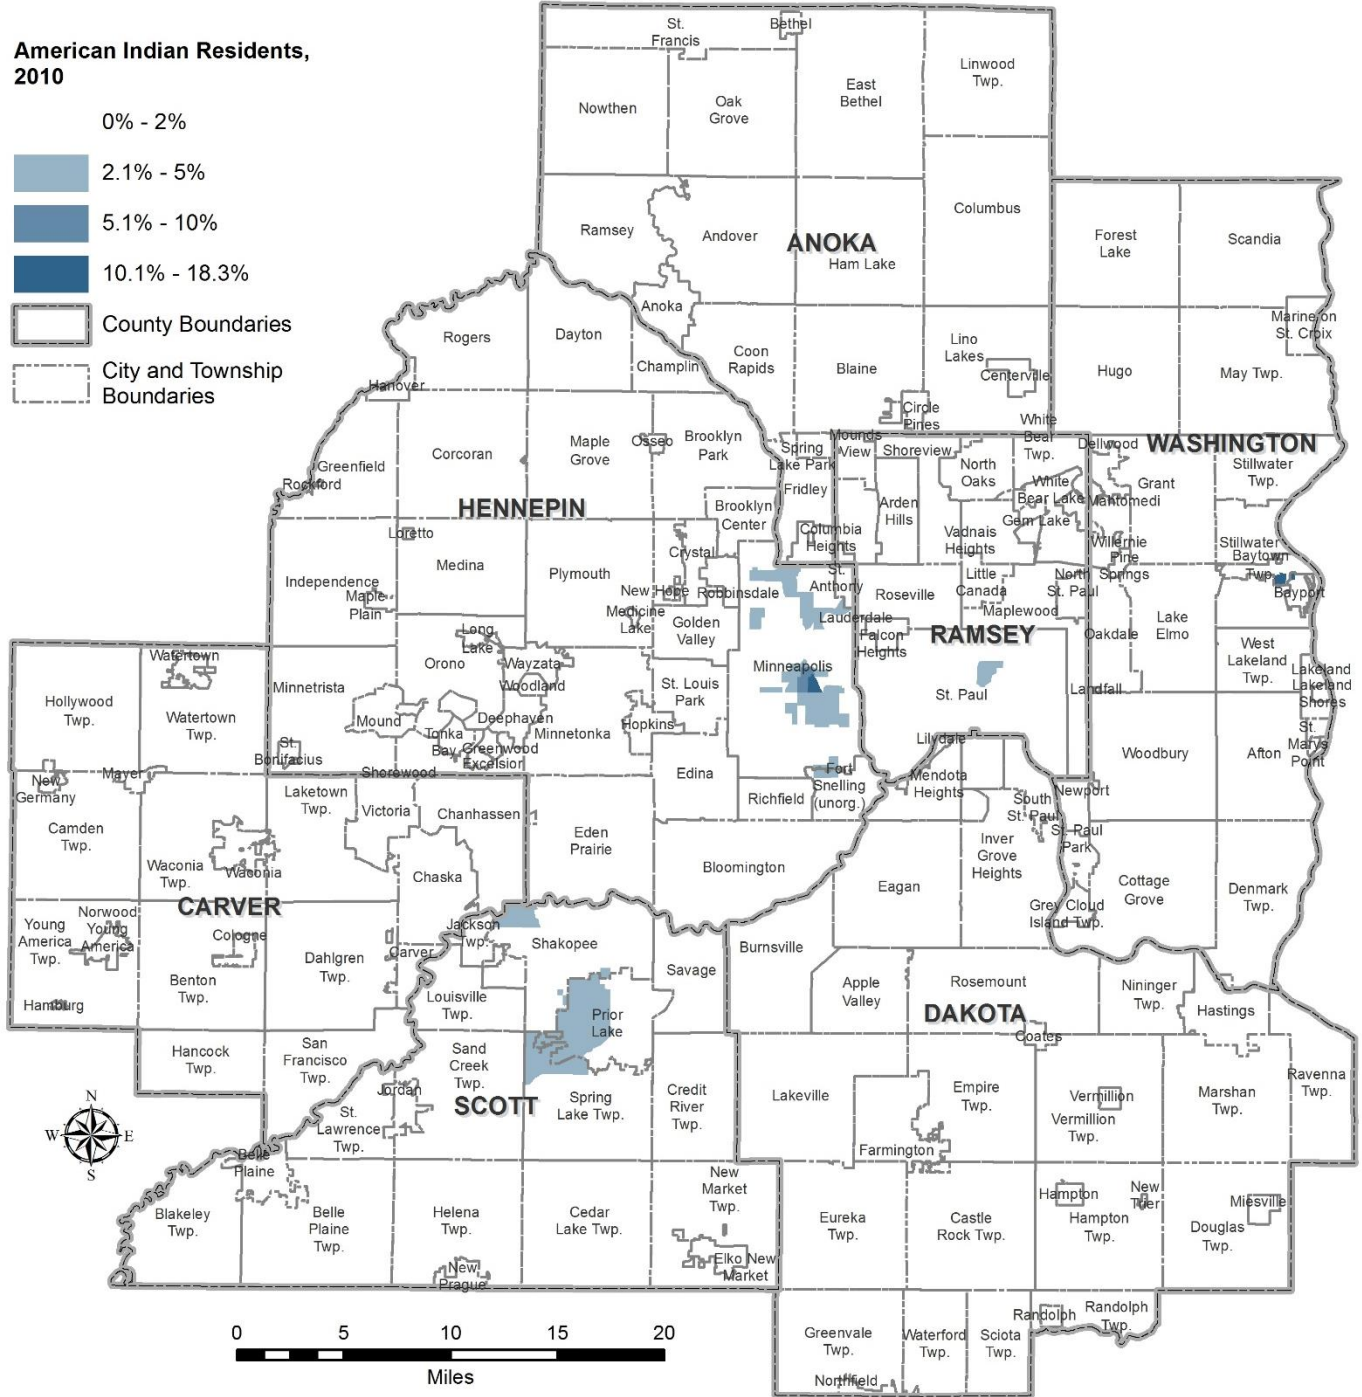 American Indian Residents,
2010
0% - 2%
2.1% - 5%
5.1% - 10%
10.1% - 18.3%
County Boundaries
City and Township
Boundaries
St.
Francis
Bethel
Linwood
Twp.
East
Bethel
Nowthen
Oak
Grove
Columbus
Ramsey
Andover
ANOKA
Ham Lake
Forest
Lake
Scandia
Anoka
Marine on
St. Croix
Rogers
Dayton
Champlin
Coon
Rapids
Blaine
Lino
Lakes
Centerville
Hugo
May Twp.
Hanover
Circle
Pines
White
Bear
Twp.
Corcoran
Maple
Grove
Osseo
Brooklyn
Park
Spring
Lake Park
Mounds
View
Shoreview
Dellwood
WASHINGTON
Greenfield
Rockford
North
Oaks
Stillwater
Twp.
White
Bear Lake
Mahtomedi
Grant
Fridley
Arden
Hills
HENNEPIN
Brooklyn
Center
Gem Lake
Loretto
Columbia
Heights
Vadnais
Heights
Willernie
Stillwater
Baytown
Twp.
Medina
Crystal
Pine
Springs
Independence
Maple
Plain
Plymouth
New Hope
Robbinsdale
St.
Anthony
Roseville
Little
Canada
North
St. Paul
Bayport
Medicine
Lake
Golden
Valley
Lauderdale
Maplewood
Falcon
Heights
RAMSEY
Oakdale
Lake
Elmo
Long
Lake
Orono
Wayzata
Woodland
Minneapolis
West
Lakeland
Twp.
Watertown
Hollywood
Twp.
Watertown
Twp.
Minnetrista
St. Louis
Park
St. Paul
Landfall
Lakeland
Lakeland
Shores
Mound
Deephaven
Minnetonka
Hopkins
Tonka
Bay
Greenwood
Excelsior
St.
Bonifacius
Lilydale
Woodbury
Afton
St.
Marys
Point
Shorewood
Edina
Fort
Snelling
(unorg.)
Mendota
Heights
New
Germany
Mayer
Laketown
Twp.
Victoria
Chanhassen
Richfield
South
St. Paul
Newport
Camden
Twp.
Eden
Prairie
Bloomington
Inver
Grove
Heights
St. Paul
Park
Waconia
Twp.
Waconia
Chaska
Eagan
Cottage
Grove
Denmark
Twp.
CARVER
Grey Cloud
Island Twp.
Young
America
Twp.
Norwood
Young
America
Cologne
Jackson
Twp.
Shakopee
Burnsville
Carver
Benton
Twp.
Dahlgren
Twp.
Savage
Apple
Valley
Rosemount
Nininger
Twp.
Hamburg
Louisville
Twp.
Prior
Lake
DAKOTA
Hastings
Coates
Hancock
Twp.
San
Francisco
Twp.
Sand
Creek
Twp.
Ravenna
Twp.
Jordan
SCOTT
Spring
Lake Twp.
Credit
River
Twp.
Lakeville
Empire
Twp.
Vermillion
Vermillion
Twp.
Marshan
Twp.
St.
Lawrence
Twp.
N
W
E
S
Farmington
Belle
Plaine
New
Market
Twp.
Hampton
New
Trier
Miesville
Blakeley
Twp.
Belle
Plaine
Twp.
Helena
Twp.
Cedar
Lake Twp.
Eureka
Twp.
Castle
Rock Twp.
Hampton
Twp.
Douglas
Twp.
New
Prague
Elko New
Market
Randolph
Randolph
Twp.
0 5 10 15 20
Miles
Greenvale
Twp.
Waterford
Twp.
Sciota
Twp.
Northfield